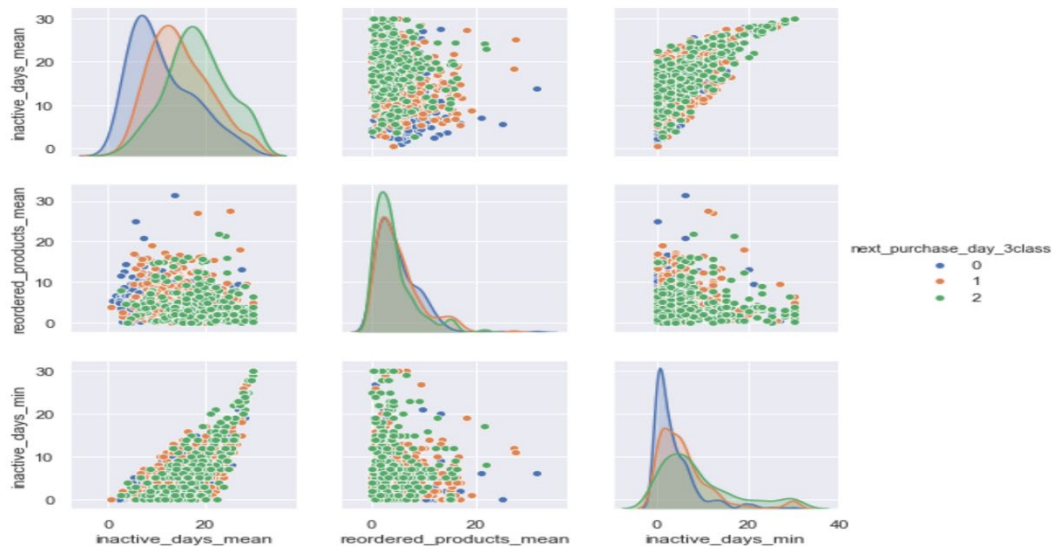 inactive_days_mean
30
20
10
0
reordered_products_mean
30
20
10
0
next_purchase_day_3class
0
1
2
inactive_days_min
30
20
10
0
0 20
0 20
0 20 40
inactive_days_mean
reordered_products_mean
inactive_days_min